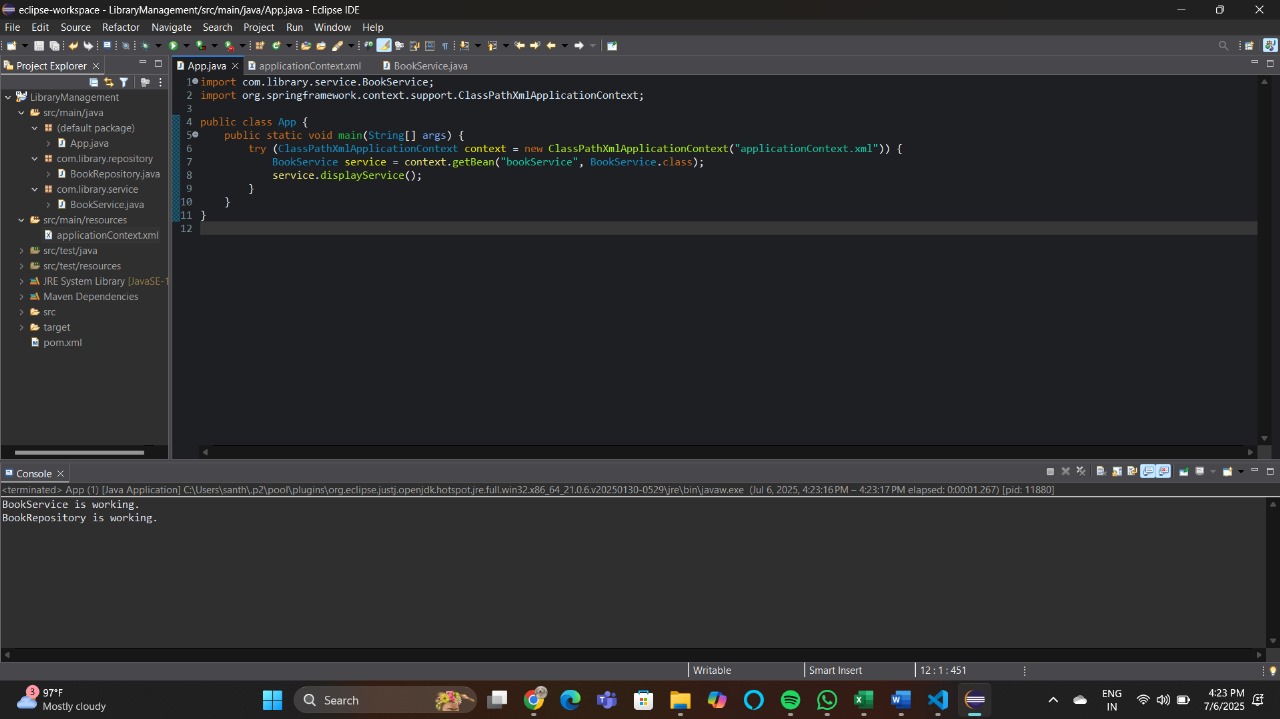 eclipse-workspace - LibraryManagement/src/main/java/App.java - Eclipse IDE
File Edit Source Refactor Navigate Search Project Run Window Help
Project Explorer
LibraryManagement
src/main/java
(default package)
App.java
com.library.repository
BookRepository.java
com.library.service
BookService.java
src/main/resources
applicationContext.xml
src/test/java
src/test/resources
JRE System Library [JavaSE-1
Maven Dependencies
src
target
pom.xml
App.java applicationContext.xml BookService.java
1 import com.library.service.BookService;
2 import org.springframework.context.support.ClassPathXmlApplicationContext;
3
4 public class App {
5 public static void main(String[] args) {
6 try (ClassPathXmlApplicationContext context = new ClassPathXmlApplicationContext("applicationContext.xml")) {
7 BookService service = context.getBean("bookService", BookService.class);
8 service.displayService();
9 }
10 }
11 }
12
Console
<terminated> App (1) [Java Application] C:\Users\santh\.p2\pool\plugins\org.eclipse.justj.openjdk.hotspot.jre.full.win32.x86_64_21.0.6.v20250130-0529\jre\bin\javaw.exe (Jul 6, 2025, 4:23:16 PM – 4:23:17 PM elapsed: 0:00:01.267) [pid: 11880]
BookService is working.
BookRepository is working.
Writable Smart Insert 12 : 1 : 451
3
97°F
Mostly cloudy
Search
ENG
IN
4:23 PM
7/6/2025